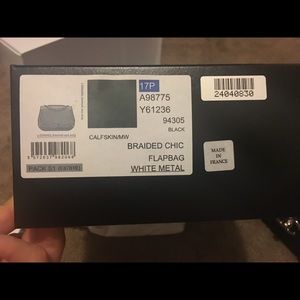 17P
A98775
Y61236
94305
BLACK
24040830
CALFSKIN/MW
BRAIDED CHIC
FLAPBAG
WHITE METAL
MADE
IN
FRANCE